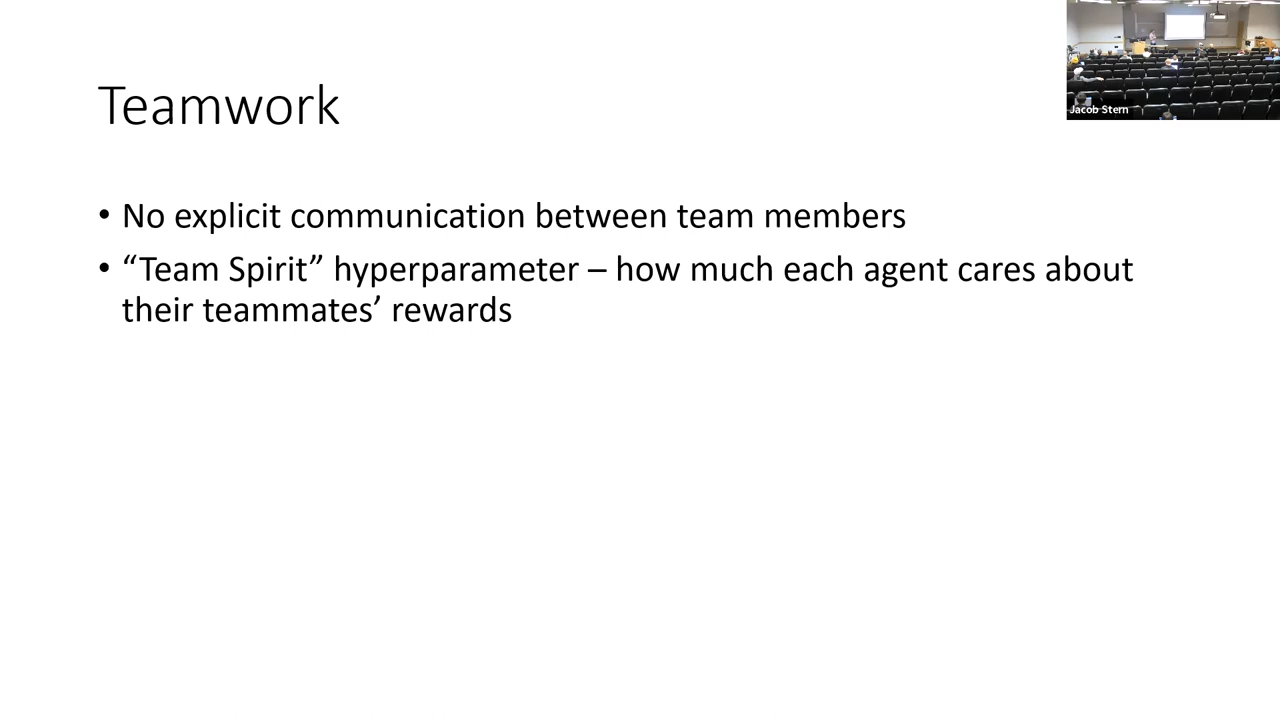 Teamwork
• No explicit communication between team members
• “Team Spirit” hyperparameter – how much each agent cares about
their teammates’ rewards
Jacob Stern